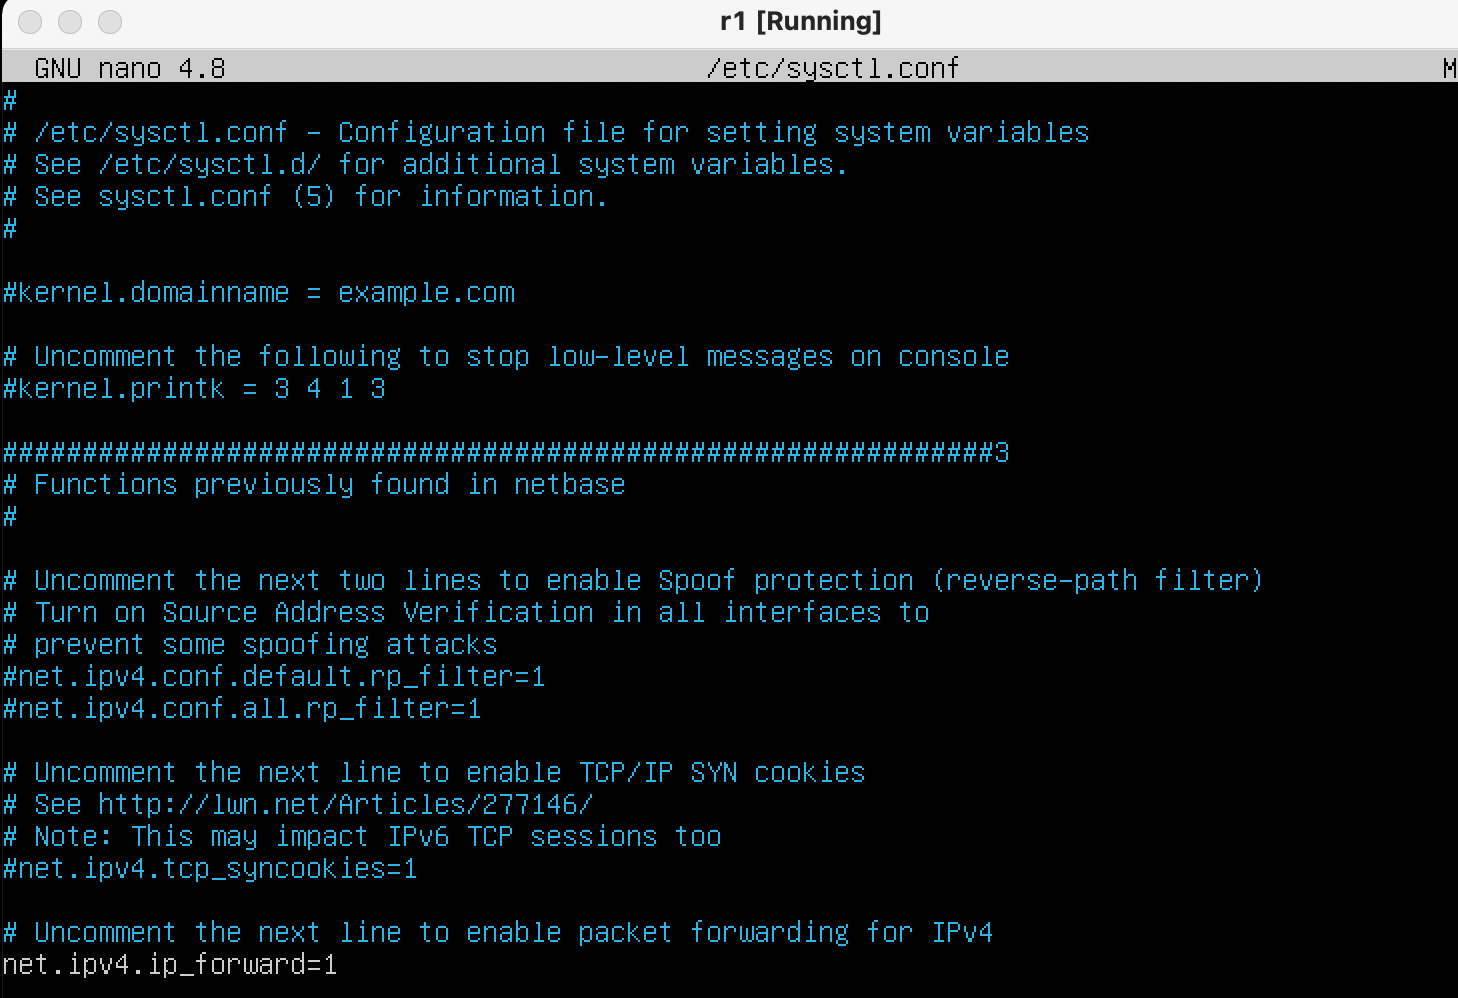 r1 [Running]
GNU nano 4.8 /etc/sysctl.conf M
#
# /etc/sysctl.conf - Configuration file for setting system variables
# See /etc/sysctl.d/ for additional system variables.
# See sysctl.conf (5) for information.
#
#kernel.domainname = example.com
# Uncomment the following to stop low-level messages on console
#kernel.printk = 3 4 1 3
##############################################################3
# Functions previously found in netbase
#
# Uncomment the next two lines to enable Spoof protection (reverse-path filter)
# Turn on Source Address Verification in all interfaces to
# prevent some spoofing attacks
#net.ipv4.conf.default.rp_filter=1
#net.ipv4.conf.all.rp_filter=1
# Uncomment the next line to enable TCP/IP SYN cookies
# See http://lwn.net/Articles/277146/
# Note: This may impact IPv6 TCP sessions too
#net.ipv4.tcp_syncookies=1
# Uncomment the next line to enable packet forwarding for IPv4
net.ipv4.ip_forward=1